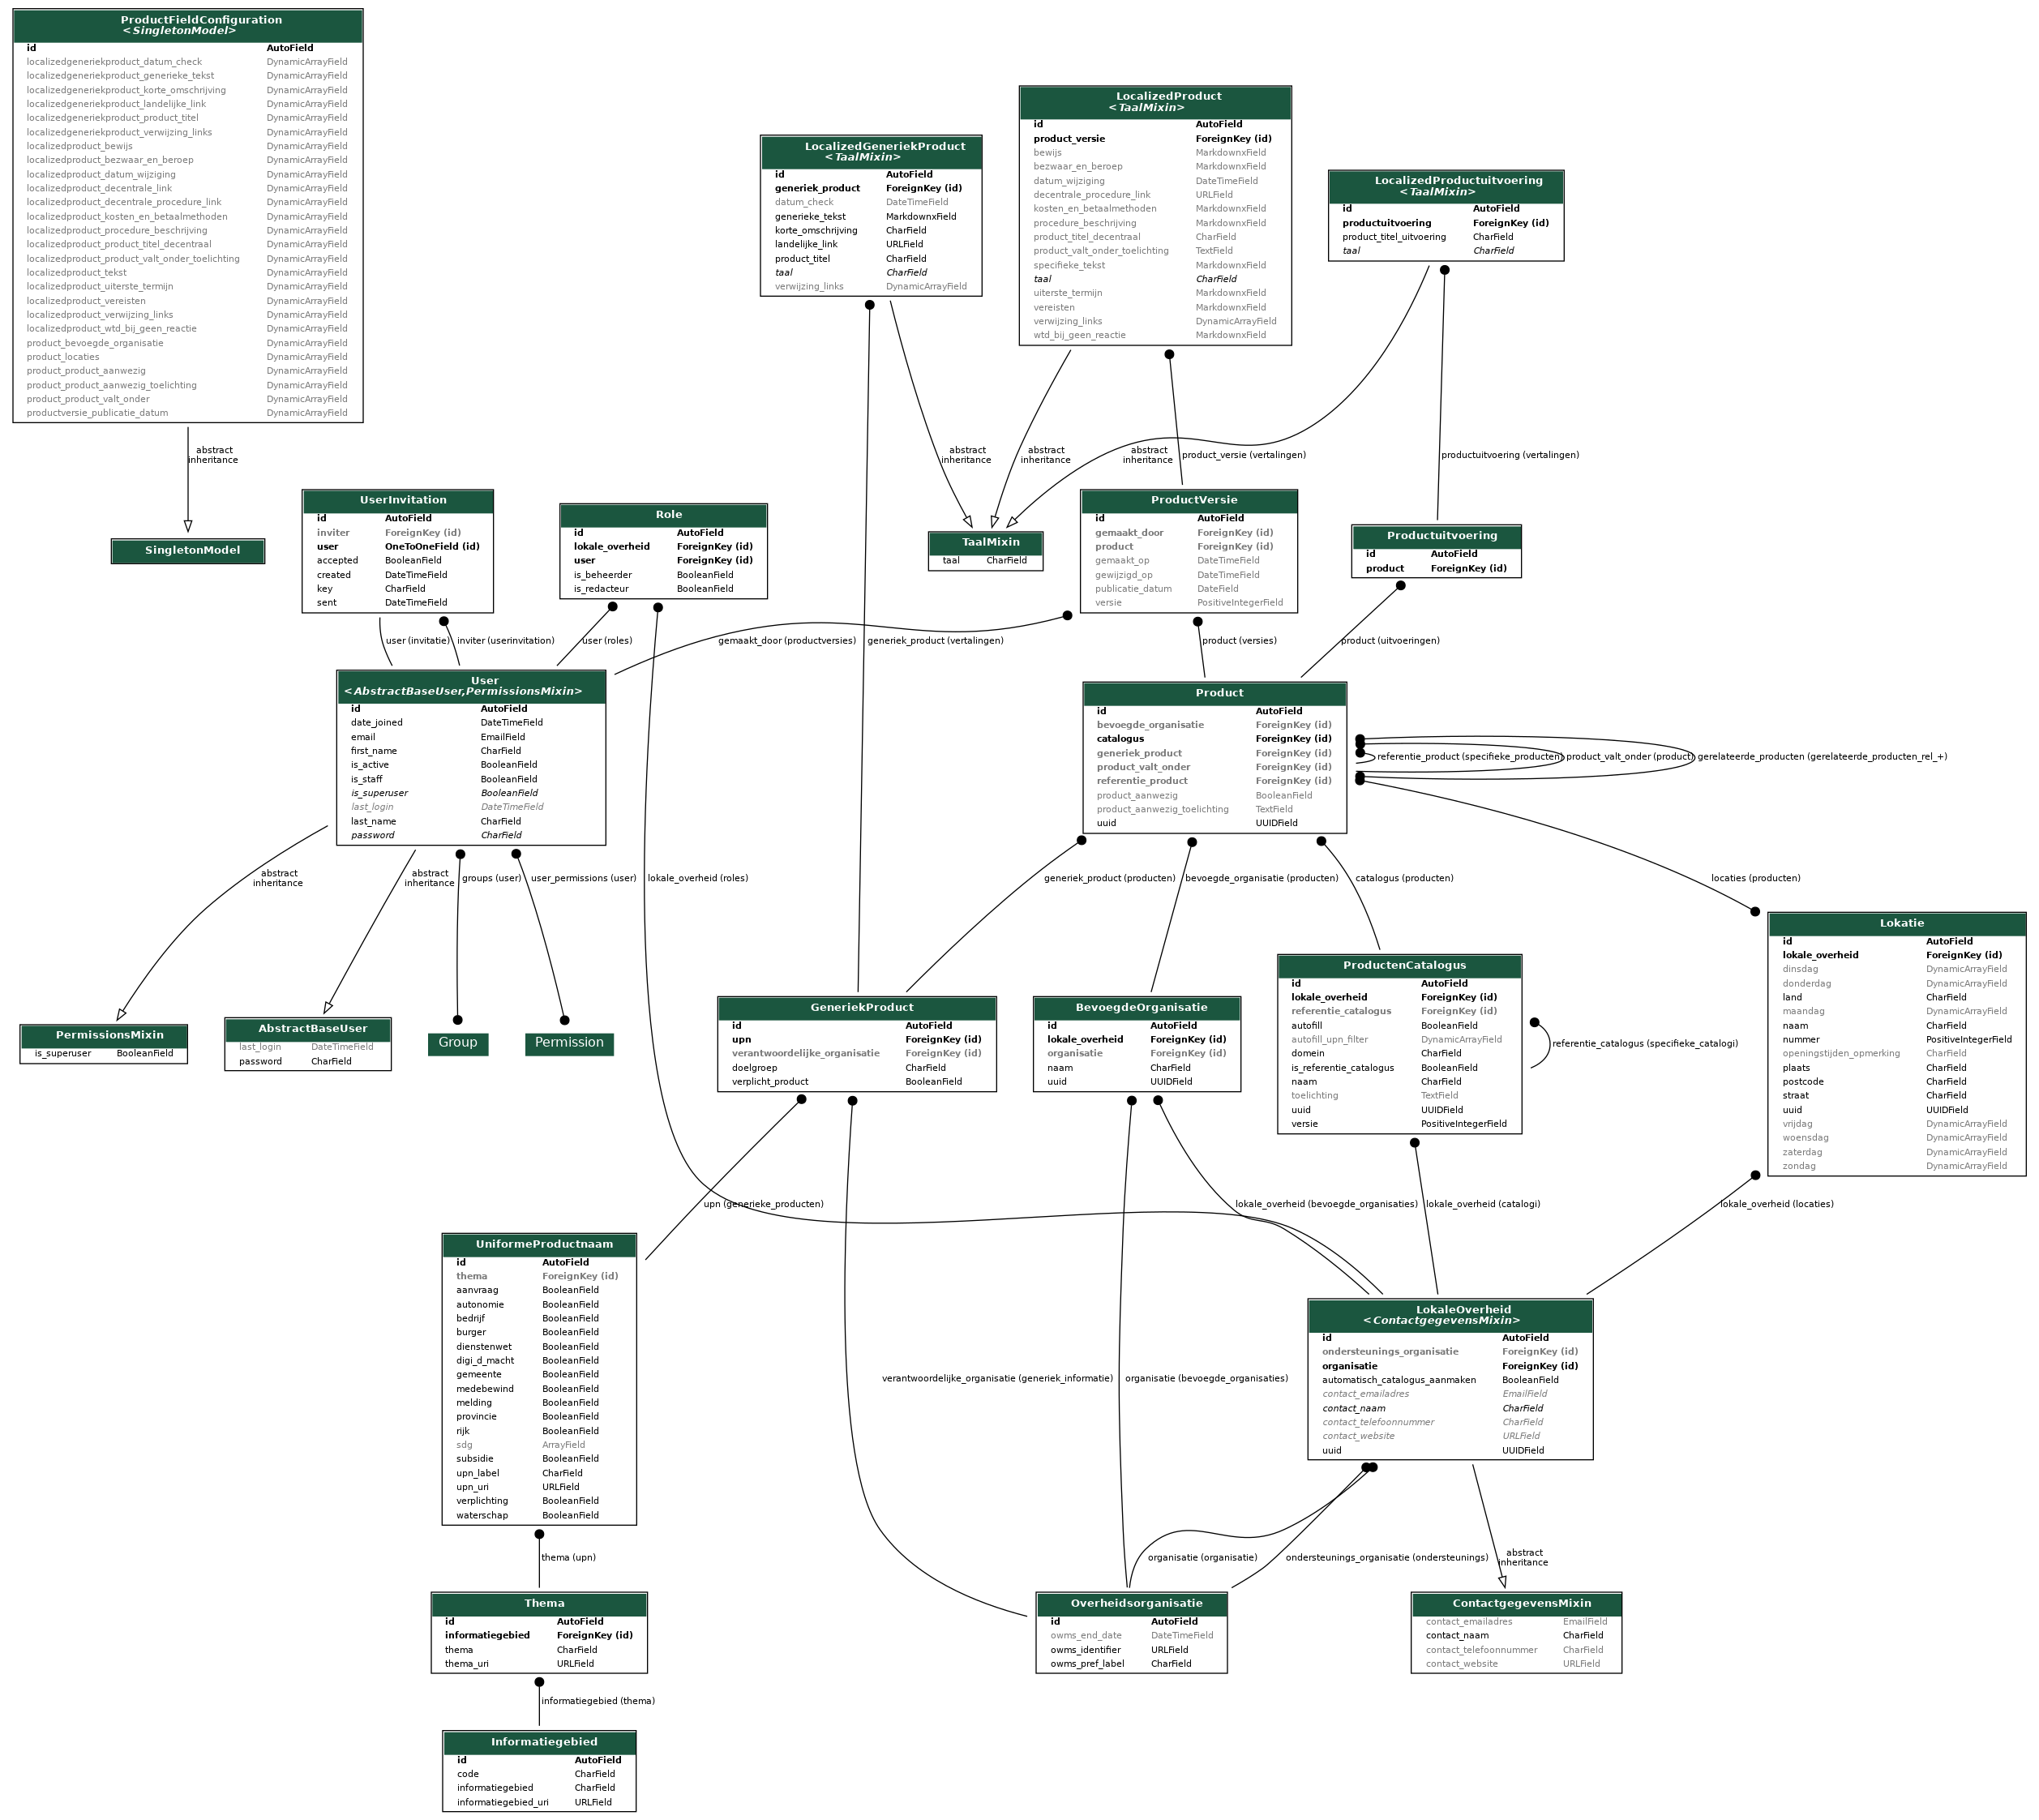 ProductFieldConfiguration
<SingletonModel>
id AutoField
localizedgeneriekproduct_datum_check DynamicArrayField
localizedgeneriekproduct_generieke_tekst DynamicArrayField
localizedgeneriekproduct_korte_omschrijving DynamicArrayField
localizedgeneriekproduct_landelijke_link DynamicArrayField
localizedgeneriekproduct_product_titel DynamicArrayField
localizedgeneriekproduct_verwijzing_links DynamicArrayField
localizedproduct_bewijs DynamicArrayField
localizedproduct_bezwaar_en_beroep DynamicArrayField
localizedproduct_datum_wijziging DynamicArrayField
localizedproduct_decentrale_link DynamicArrayField
localizedproduct_decentrale_procedure_link DynamicArrayField
localizedproduct_kosten_en_betaalmethoden DynamicArrayField
localizedproduct_procedure_beschrijving DynamicArrayField
localizedproduct_product_titel_decentraal DynamicArrayField
localizedproduct_product_valt_onder_toelichting DynamicArrayField
localizedproduct_tekst DynamicArrayField
localizedproduct_uiterste_termijn DynamicArrayField
localizedproduct_vereisten DynamicArrayField
localizedproduct_verwijzing_links DynamicArrayField
localizedproduct_wtd_bij_geen_reactie DynamicArrayField
product_bevoegde_organisatie DynamicArrayField
product_locaties DynamicArrayField
product_product_aanwezig DynamicArrayField
product_product_aanwezig_toelichting DynamicArrayField
product_product_valt_onder DynamicArrayField
productversie_publicatie_datum DynamicArrayField
LocalizedGeneriekProduct
<TaalMixin>
id AutoField
generiek_product ForeignKey (id)
datum_check DateTimeField
generieke_tekst MarkdownxField
korte_omschrijving CharField
landelijke_link URLField
product_titel CharField
taal CharField
verwijzing_links DynamicArrayField
LocalizedProduct
<TaalMixin>
id AutoField
product_versie ForeignKey (id)
bewijs MarkdownxField
bezwaar_en_beroep MarkdownxField
datum_wijziging DateTimeField
decentrale_procedure_link URLField
kosten_en_betaalmethoden MarkdownxField
procedure_beschrijving MarkdownxField
product_titel_decentraal CharField
product_valt_onder_toelichting TextField
specifieke_tekst MarkdownxField
taal CharField
uiterste_termijn MarkdownxField
vereisten MarkdownxField
verwijzing_links DynamicArrayField
wtd_bij_geen_reactie MarkdownxField
LocalizedProductuitvoering
<TaalMixin>
id AutoField
productuitvoering ForeignKey (id)
product_titel_uitvoering CharField
taal CharField
abstract
inheritance
abstract
inheritance
abstract
inheritance
abstract
inheritance
product_versie (vertalingen)
productuitvoering (vertalingen)
SingletonModel
UserInvitation
id AutoField
inviter ForeignKey (id)
user OneToOneField (id)
accepted BooleanField
created DateTimeField
key CharField
sent DateTimeField
Role
id AutoField
lokale_overheid ForeignKey (id)
user ForeignKey (id)
is_beheerder BooleanField
is_redacteur BooleanField
TaalMixin
taal CharField
ProductVersie
id AutoField
gemaakt_door ForeignKey (id)
product ForeignKey (id)
gemaakt_op DateTimeField
gewijzigd_op DateTimeField
publicatie_datum DateField
versie PositiveIntegerField
Productuitvoering
id AutoField
product ForeignKey (id)
user (invitatie)
inviter (userinvitation)
user (roles)
gemaakt_door (productversies)
generiek_product (vertalingen)
product (versies)
product (uitvoeringen)
User
<AbstractBaseUser,PermissionsMixin>
id AutoField
date_joined DateTimeField
email EmailField
first_name CharField
is_active BooleanField
is_staff BooleanField
is_superuser BooleanField
last_login DateTimeField
last_name CharField
password CharField
Product
id AutoField
bevoegde_organisatie ForeignKey (id)
catalogus ForeignKey (id)
generiek_product ForeignKey (id)
product_valt_onder ForeignKey (id)
referentie_product ForeignKey (id)
product_aanwezig BooleanField
product_aanwezig_toelichting TextField
uuid UUIDField
referentie_product (specifieke_producten)
product_valt_onder (product)
gerelateerde_producten (gerelateerde_producten_rel_+)
abstract
inheritance
abstract
inheritance
groups (user)
user_permissions (user)
lokale_overheid (roles)
generiek_product (producten)
bevoegde_organisatie (producten)
catalogus (producten)
locaties (producten)
PermissionsMixin
is_superuser BooleanField
AbstractBaseUser
last_login DateTimeField
password CharField
Group
Permission
GeneriekProduct
id AutoField
upn ForeignKey (id)
verantwoordelijke_organisatie ForeignKey (id)
doelgroep CharField
verplicht_product BooleanField
BevoegdeOrganisatie
id AutoField
lokale_overheid ForeignKey (id)
organisatie ForeignKey (id)
naam CharField
uuid UUIDField
ProductenCatalogus
id AutoField
lokale_overheid ForeignKey (id)
referentie_catalogus ForeignKey (id)
autofill BooleanField
autofill_upn_filter DynamicArrayField
domein CharField
is_referentie_catalogus BooleanField
naam CharField
toelichting TextField
uuid UUIDField
versie PositiveIntegerField
referentie_catalogus (specifieke_catalogi)
Lokatie
id AutoField
lokale_overheid ForeignKey (id)
dinsdag DynamicArrayField
donderdag DynamicArrayField
land CharField
maandag DynamicArrayField
naam CharField
nummer PositiveIntegerField
openingstijden_opmerking CharField
plaats CharField
postcode CharField
straat CharField
uuid UUIDField
vrijdag DynamicArrayField
woensdag DynamicArrayField
zaterdag DynamicArrayField
zondag DynamicArrayField
upn (generieke_producten)
lokale_overheid (bevoegde_organisaties)
lokale_overheid (catalogi)
lokale_overheid (locaties)
UniformeProductnaam
id AutoField
thema ForeignKey (id)
aanvraag BooleanField
autonomie BooleanField
bedrijf BooleanField
burger BooleanField
dienstenwet BooleanField
digi_d_macht BooleanField
gemeente BooleanField
medebewind BooleanField
melding BooleanField
provincie BooleanField
rijk BooleanField
sdg ArrayField
subsidie BooleanField
upn_label CharField
upn_uri URLField
verplichting BooleanField
waterschap BooleanField
verantwoordelijke_organisatie (generiek_informatie)
organisatie (bevoegde_organisaties)
LokaleOverheid
<ContactgegevensMixin>
id AutoField
ondersteunings_organisatie ForeignKey (id)
organisatie ForeignKey (id)
automatisch_catalogus_aanmaken BooleanField
contact_emailadres EmailField
contact_naam CharField
contact_telefoonnummer CharField
contact_website URLField
uuid UUIDField
thema (upn)
organisatie (organisatie)
ondersteunings_organisatie (ondersteunings)
abstract
inheritance
Thema
id AutoField
informatiegebied ForeignKey (id)
thema CharField
thema_uri URLField
Overheidsorganisatie
id AutoField
owms_end_date DateTimeField
owms_identifier URLField
owms_pref_label CharField
ContactgegevensMixin
contact_emailadres EmailField
contact_naam CharField
contact_telefoonnummer CharField
contact_website URLField
informatiegebied (thema)
Informatiegebied
id AutoField
code CharField
informatiegebied CharField
informatiegebied_uri URLField